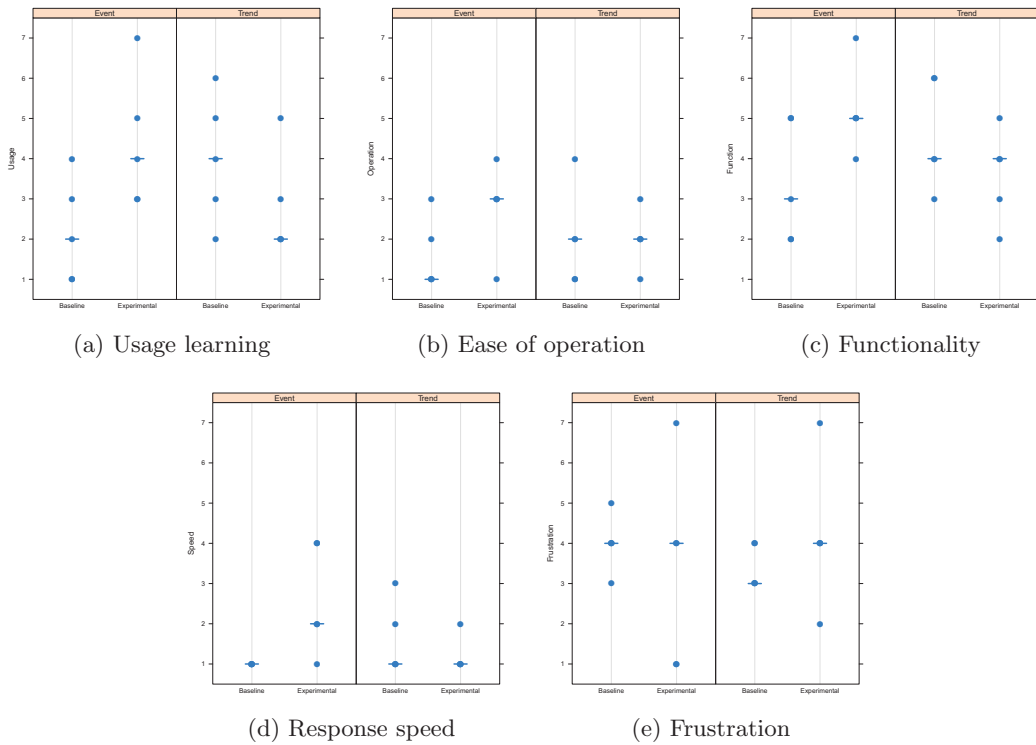 Event Trend
7
6
5
4
3
2
1
Usage
Baseline Experimental Baseline Experimental
(a) Usage learning
Event Trend
7
6
5
4
3
2
1
Operation
Baseline Experimental Baseline Experimental
(b) Ease of operation
Event Trend
7
6
5
4
3
2
1
Function
Baseline Experimental Baseline Experimental
(c) Functionality
Event Trend
7
6
5
4
3
2
1
Speed
Baseline Experimental Baseline Experimental
(d) Response speed
Event Trend
7
6
5
4
3
2
1
Frustration
Baseline Experimental Baseline Experimental
(e) Frustration